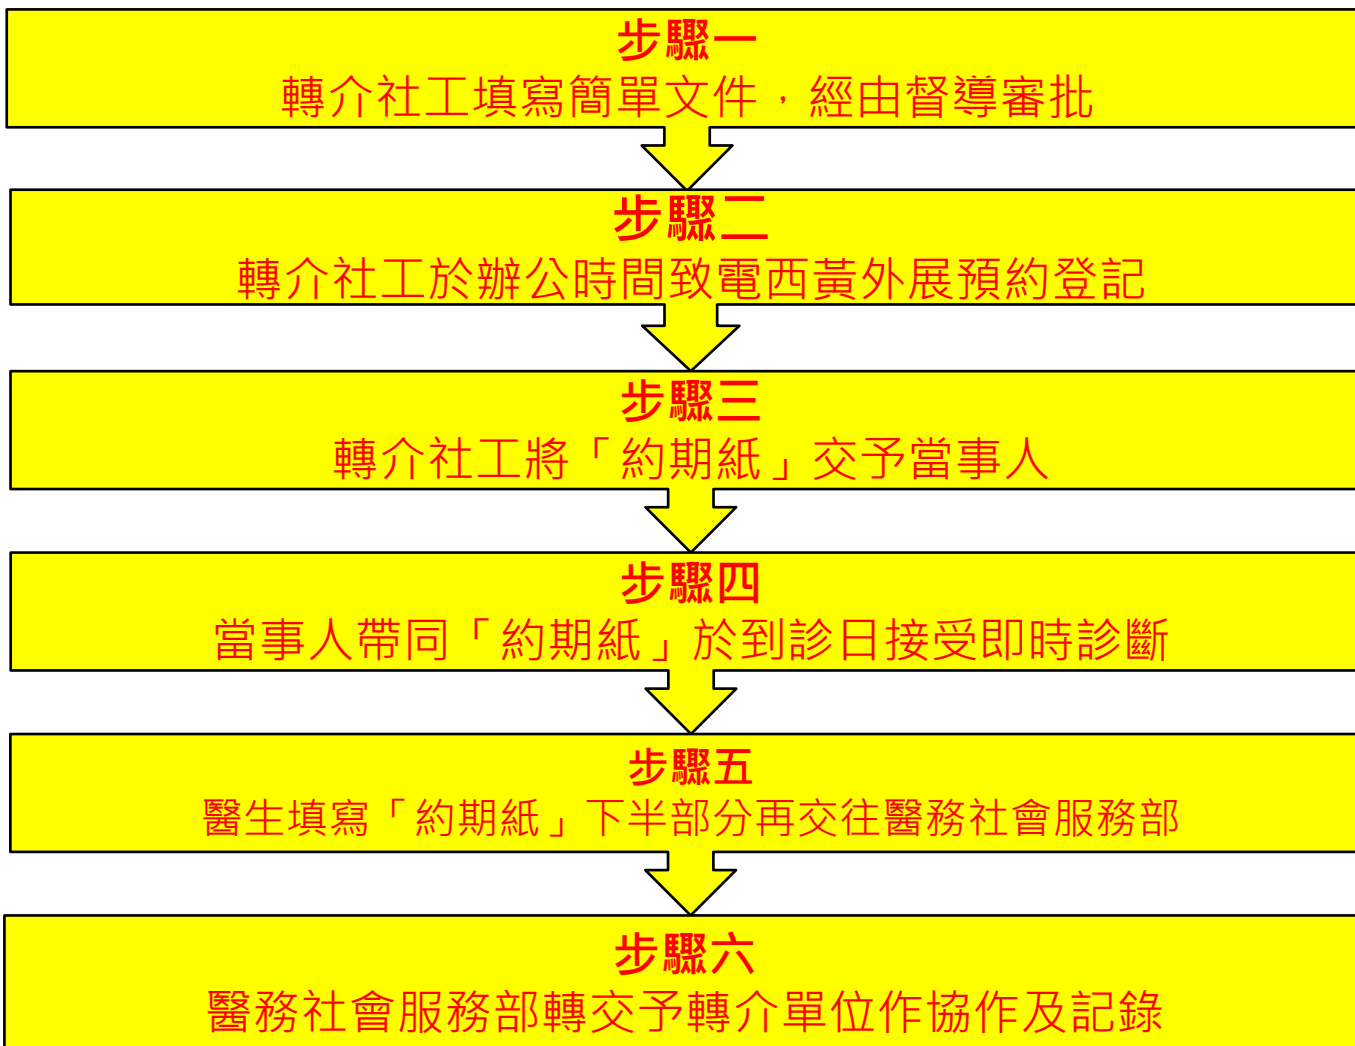 步驟一
轉介社工填寫簡單文件，經由督導審批
步驟二
轉介社工於辦公時間致電西黃外展預約登記
步驟三
轉介社工將「約期紙」交予當事人
步驟四
當事人帶同「約期紙」於到診日接受即時診斷
步驟五
醫生填寫「約期紙」下半部分再交往醫務社會服務部
步驟六
醫務社會服務部轉交予轉介單位作協作及記錄